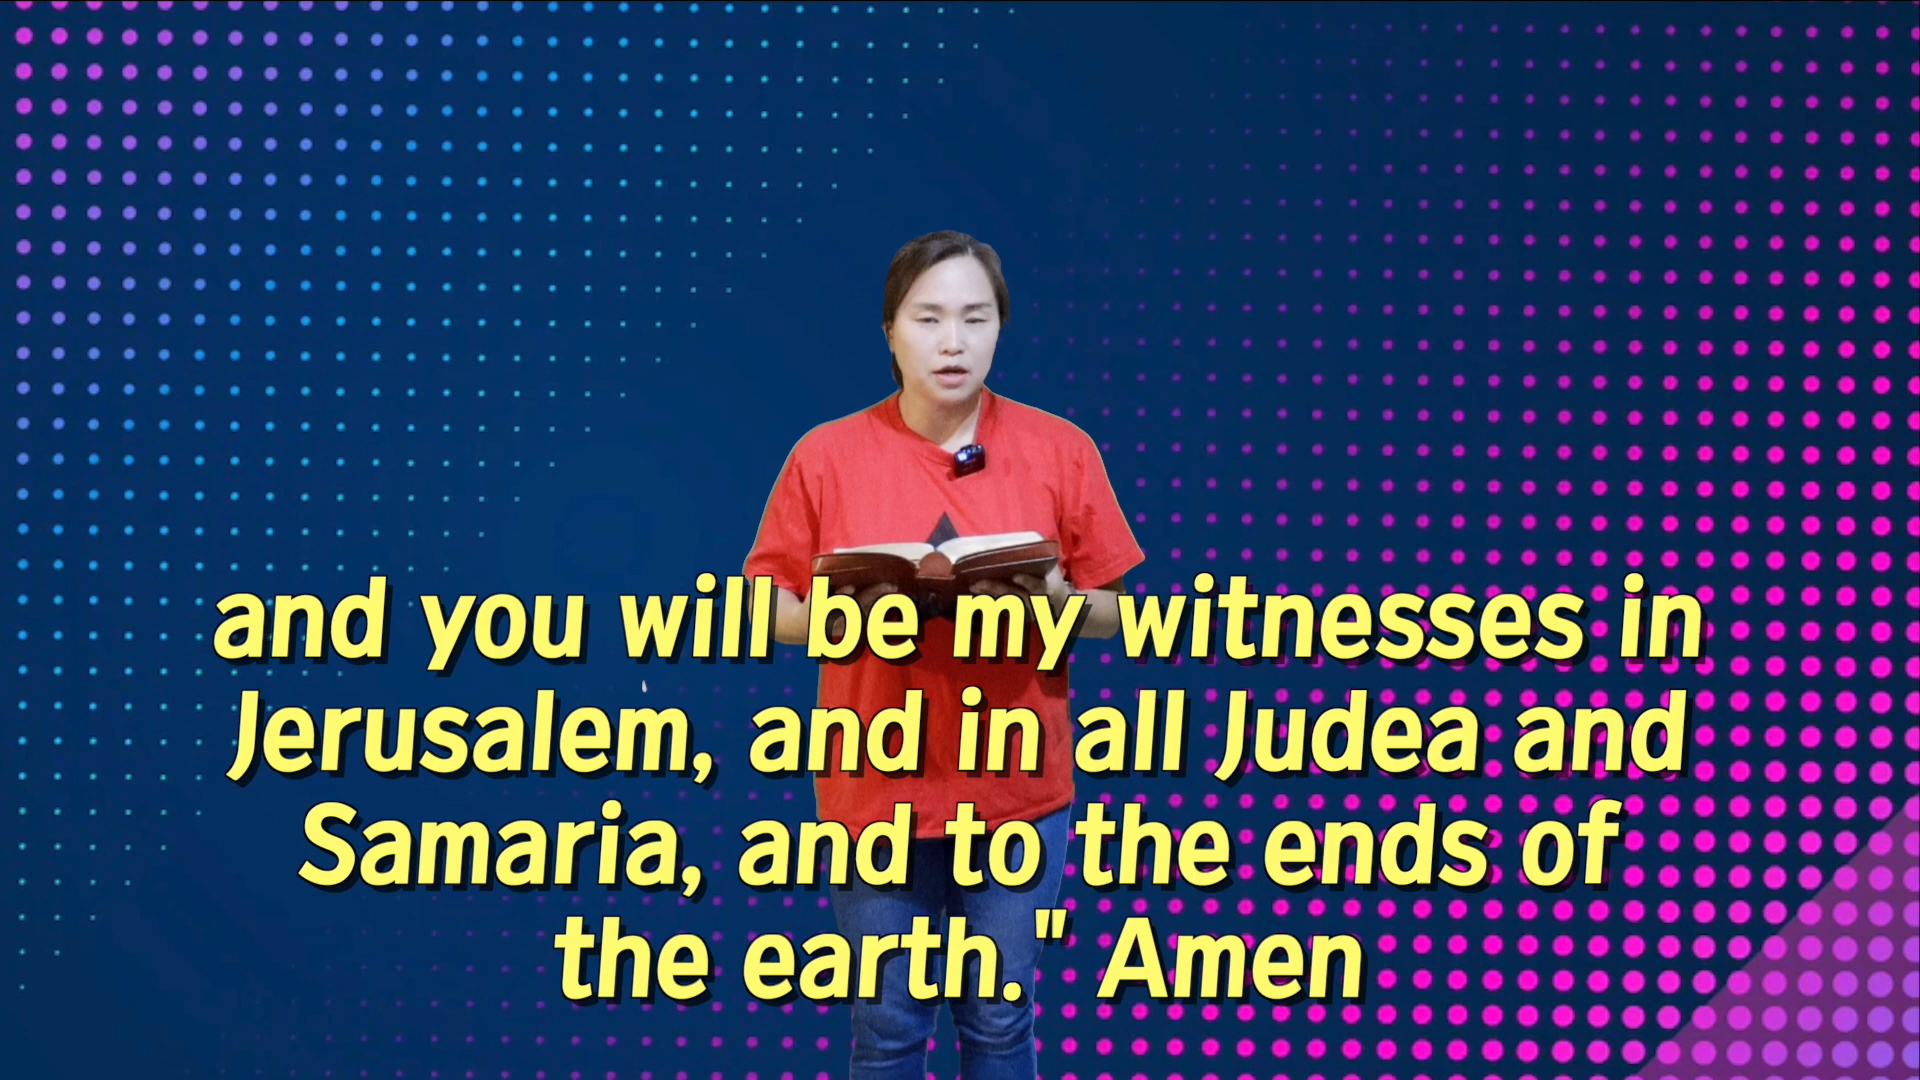 and you will be my witnesses in
Jerusalem, and in all Judea and
Samaria, and to the ends of
the earth." Amen